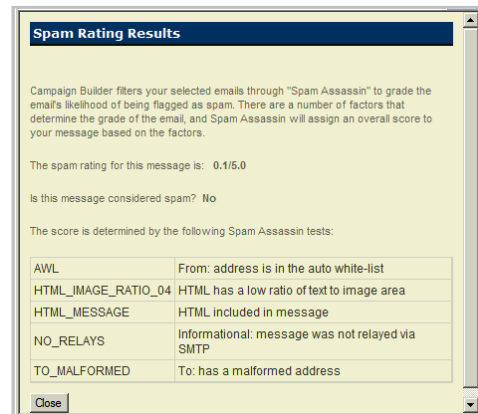 Spam Rating Results
Campaign Builder filters your selected emails through "Spam Assassin" to grade the
email's likelihood of being flagged as spam. There are a number of factors that
determine the grade of the email, and Spam Assassin will assign an overall score to
your message based on the factors.
The spam rating for this message is: 0.1/5.0
Is this message considered spam? No
The score is determined by the following Spam Assassin tests:
AWL From: address is in the auto white-list
HTML_IMAGE_RATIO_04 HTML has a low ratio of text to image area
HTML_MESSAGE HTML included in message
NO_RELAYS Informational: message was not relayed via
SMTP
TO_MALFORMED To: has a malformed address
Close